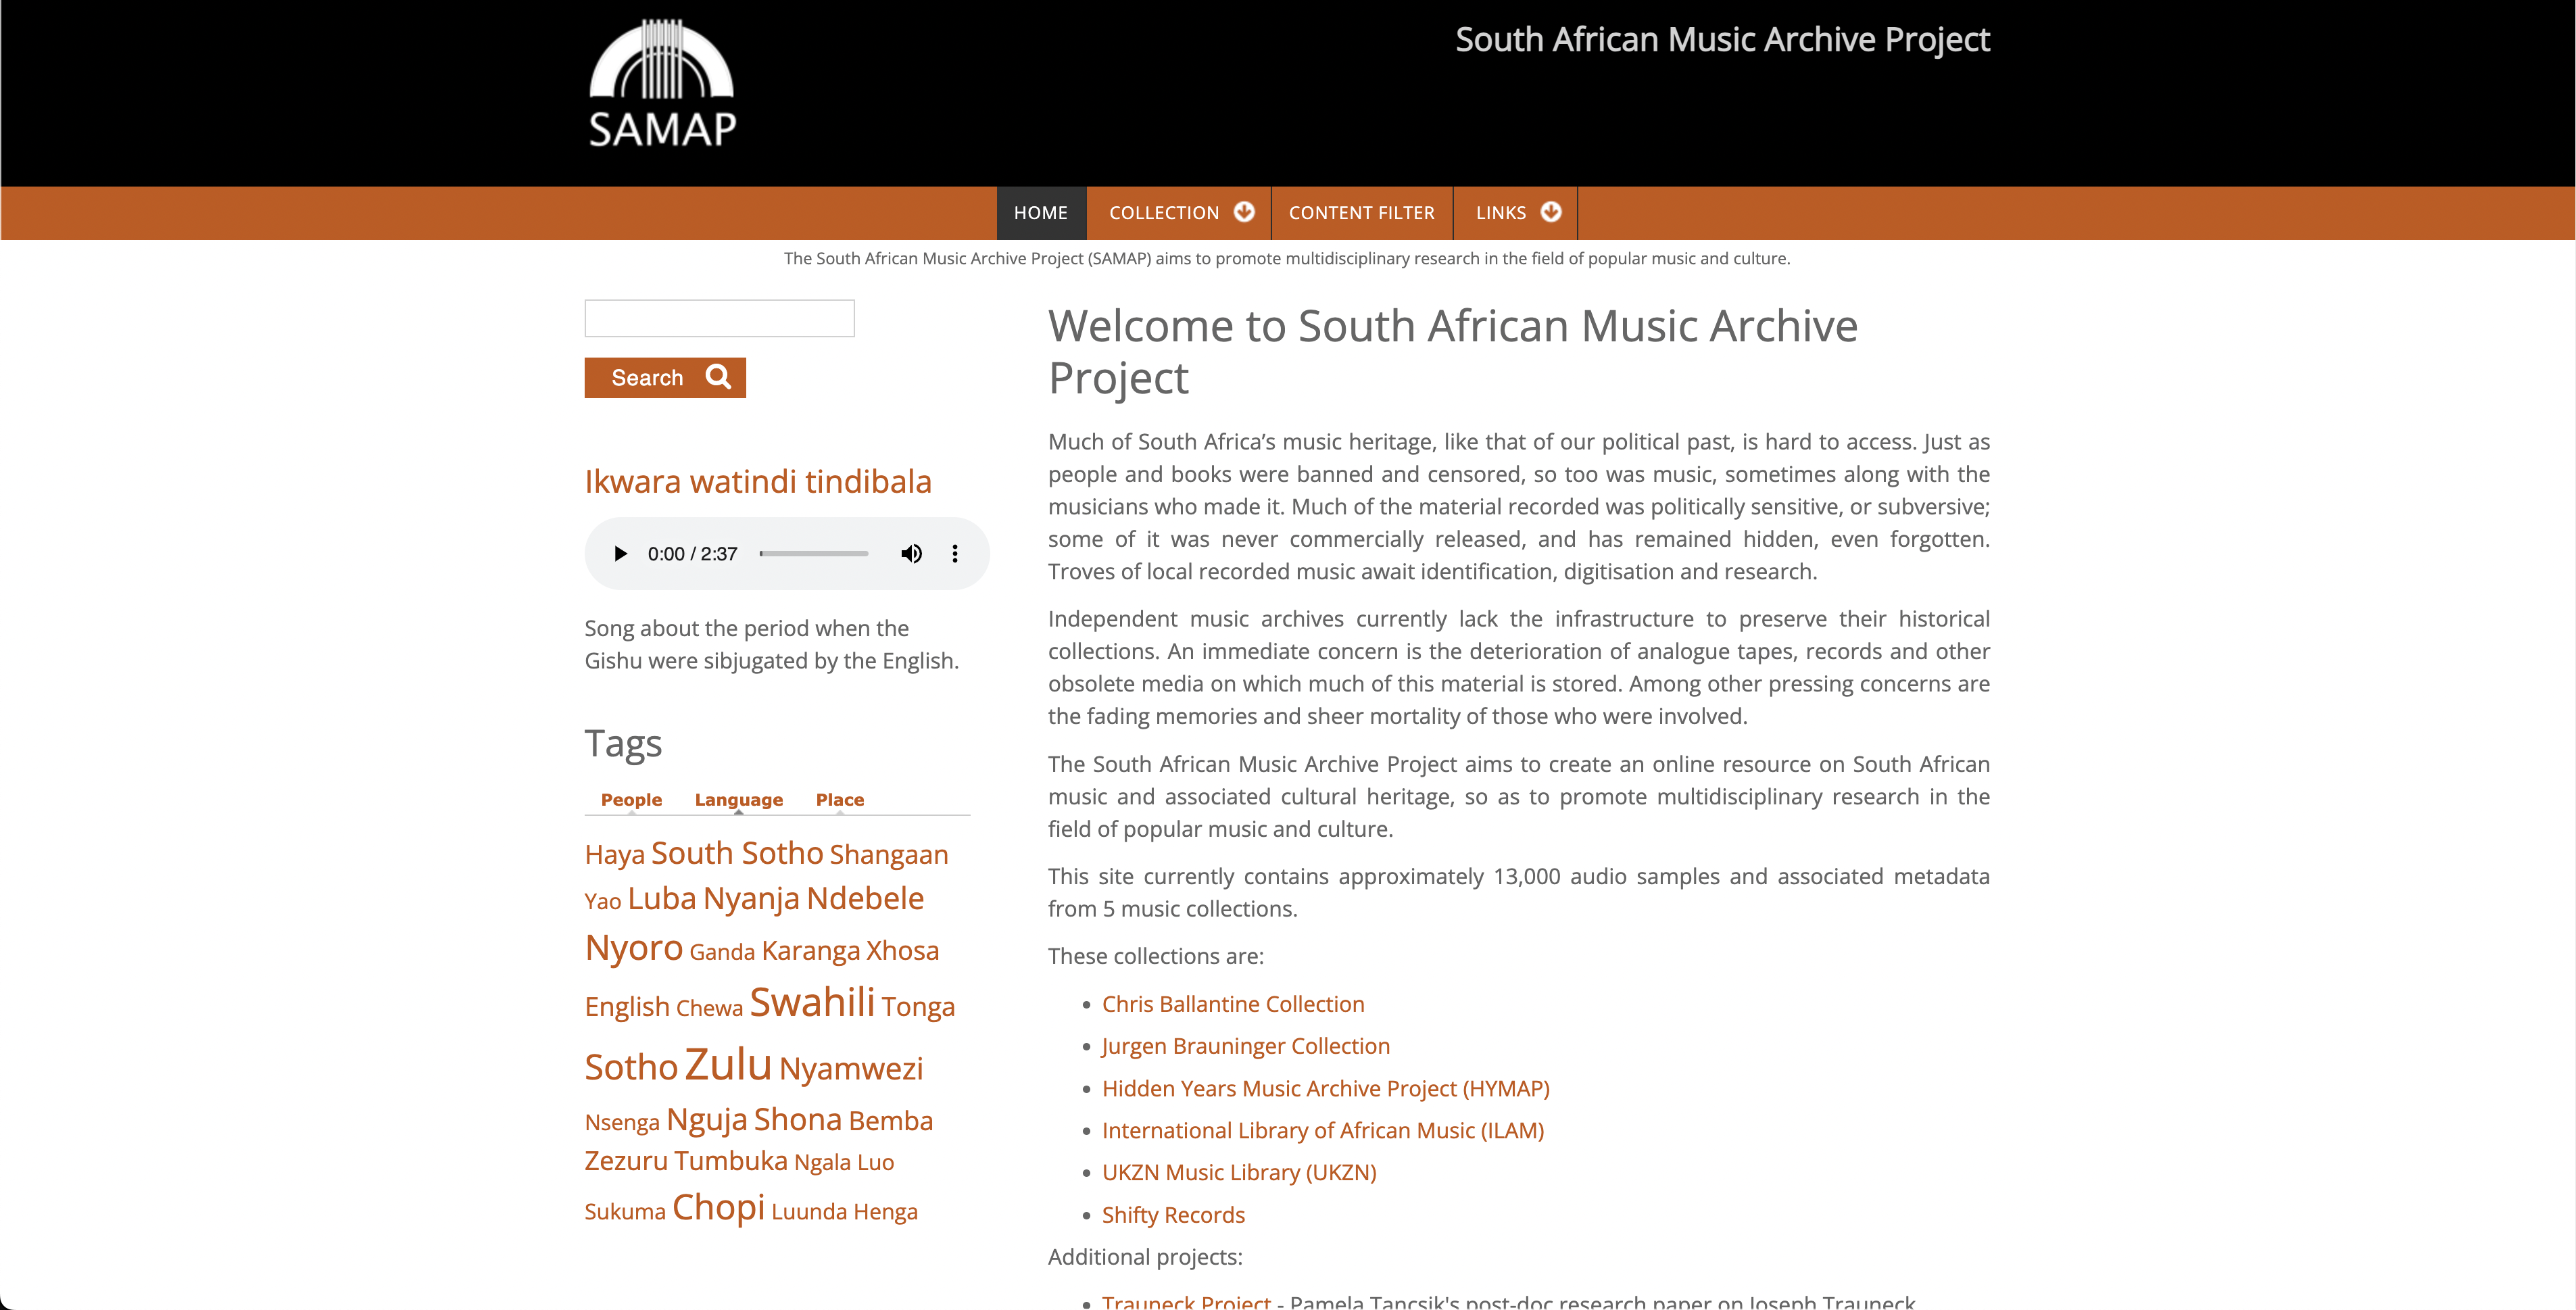 SAMAP
South African Music Archive Project
HOME
COLLECTION
CONTENT FILTER
LINKS
The South African Music Archive Project (SAMAP) aims to promote multidisciplinary research in the field of popular music and culture.
Search
Ikwara watindi tindibala
0:00 / 2:37
Song about the period when the
Gishu were sibjugated by the English.
Tags
People
Language
Place
Haya South Sotho Shangaan
Yao Luba Nyanja Ndebele
Nyoro Ganda Karanga Xhosa
English Chewa Swahili Tonga
Sotho Zulu Nyamwezi
Nsenga Nguja Shona Bemba
Zezuru Tumbuka Ngala Luo
Sukuma Chopi Luunda Henga
Welcome to South African Music Archive
Project
Much of South Africa’s music heritage, like that of our political past, is hard to access. Just as
people and books were banned and censored, so too was music, sometimes along with the
musicians who made it. Much of the material recorded was politically sensitive, or subversive;
some of it was never commercially released, and has remained hidden, even forgotten.
Troves of local recorded music await identification, digitisation and research.
Independent music archives currently lack the infrastructure to preserve their historical
collections. An immediate concern is the deterioration of analogue tapes, records and other
obsolete media on which much of this material is stored. Among other pressing concerns are
the fading memories and sheer mortality of those who were involved.
The South African Music Archive Project aims to create an online resource on South African
music and associated cultural heritage, so as to promote multidisciplinary research in the
field of popular music and culture.
This site currently contains approximately 13,000 audio samples and associated metadata
from 5 music collections.
These collections are:
Chris Ballantine Collection
Jurgen Brauninger Collection
Hidden Years Music Archive Project (HYMAP)
International Library of African Music (ILAM)
UKZN Music Library (UKZN)
Shifty Records
Additional projects:
Trauneck Project - Pamela Tancsik's post-doc research paper on Joseph Trauneck